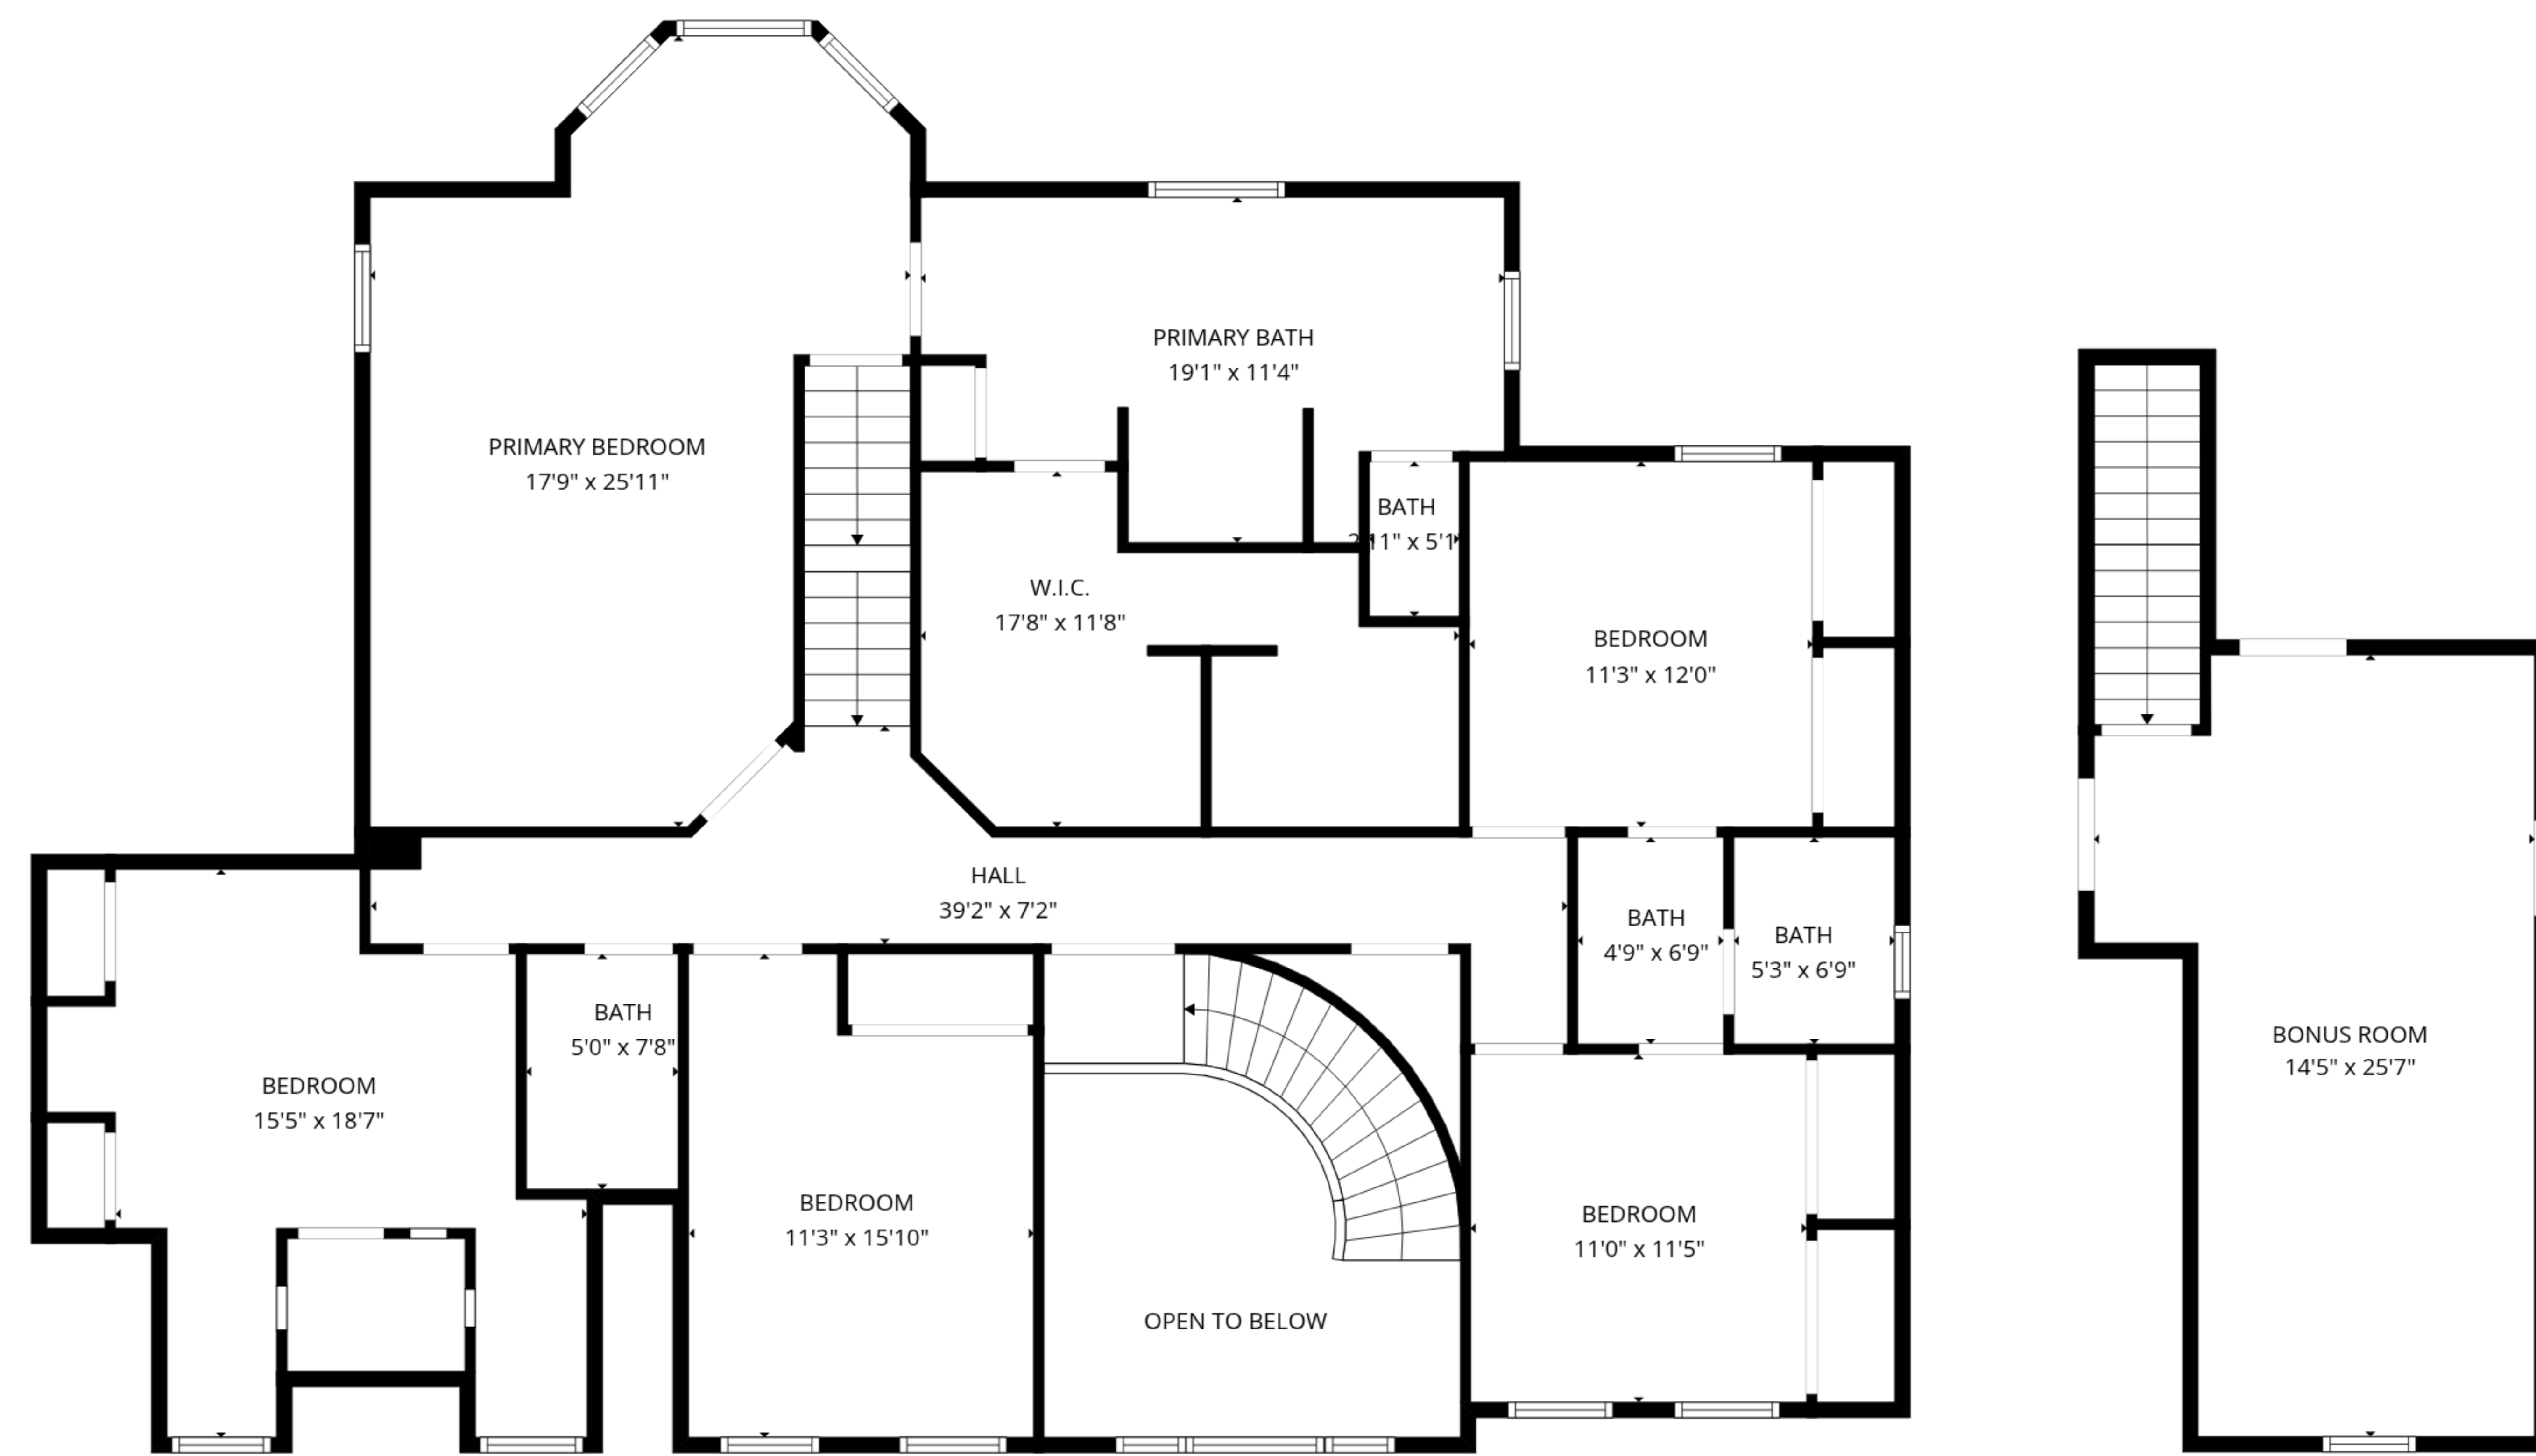 PRIMARY BATH
19'1" x 11'4"
PRIMARY BEDROOM
17'9" x 25'11"
BATH
11" x 5'1
W.I.C.
17'8" x 11'8"
BEDROOM
11'3" x 12'0"
HALL
39'2" x 7'2"
BATH
4'9" x 6'9"
BATH
5'3" x 6'9"
BATH
5'0" x 7'8"
BEDROOM
15'5" x 18'7"
BEDROOM
11'3" x 15'10"
BEDROOM
11'0" x 11'5"
OPEN TO BELOW
BONUS ROOM
14'5" x 25'7"